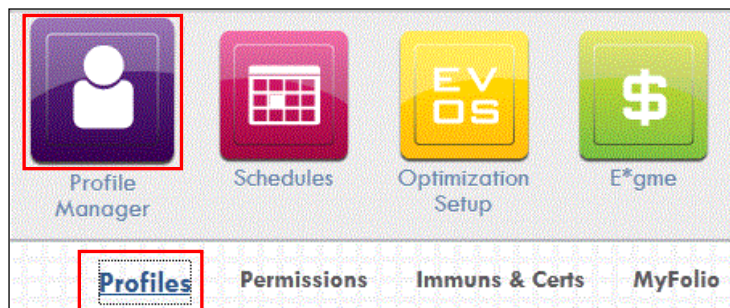 EV
OS
$
Profile
Manager
Schedules
Optimization
Setup
E*gme
Profiles Permissions Immuns & Certs MyFolio